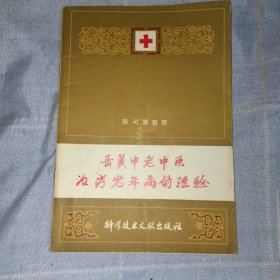 陈可冀整理
岳美中老中医
治疗老年病的经验
科学技术文献出版社